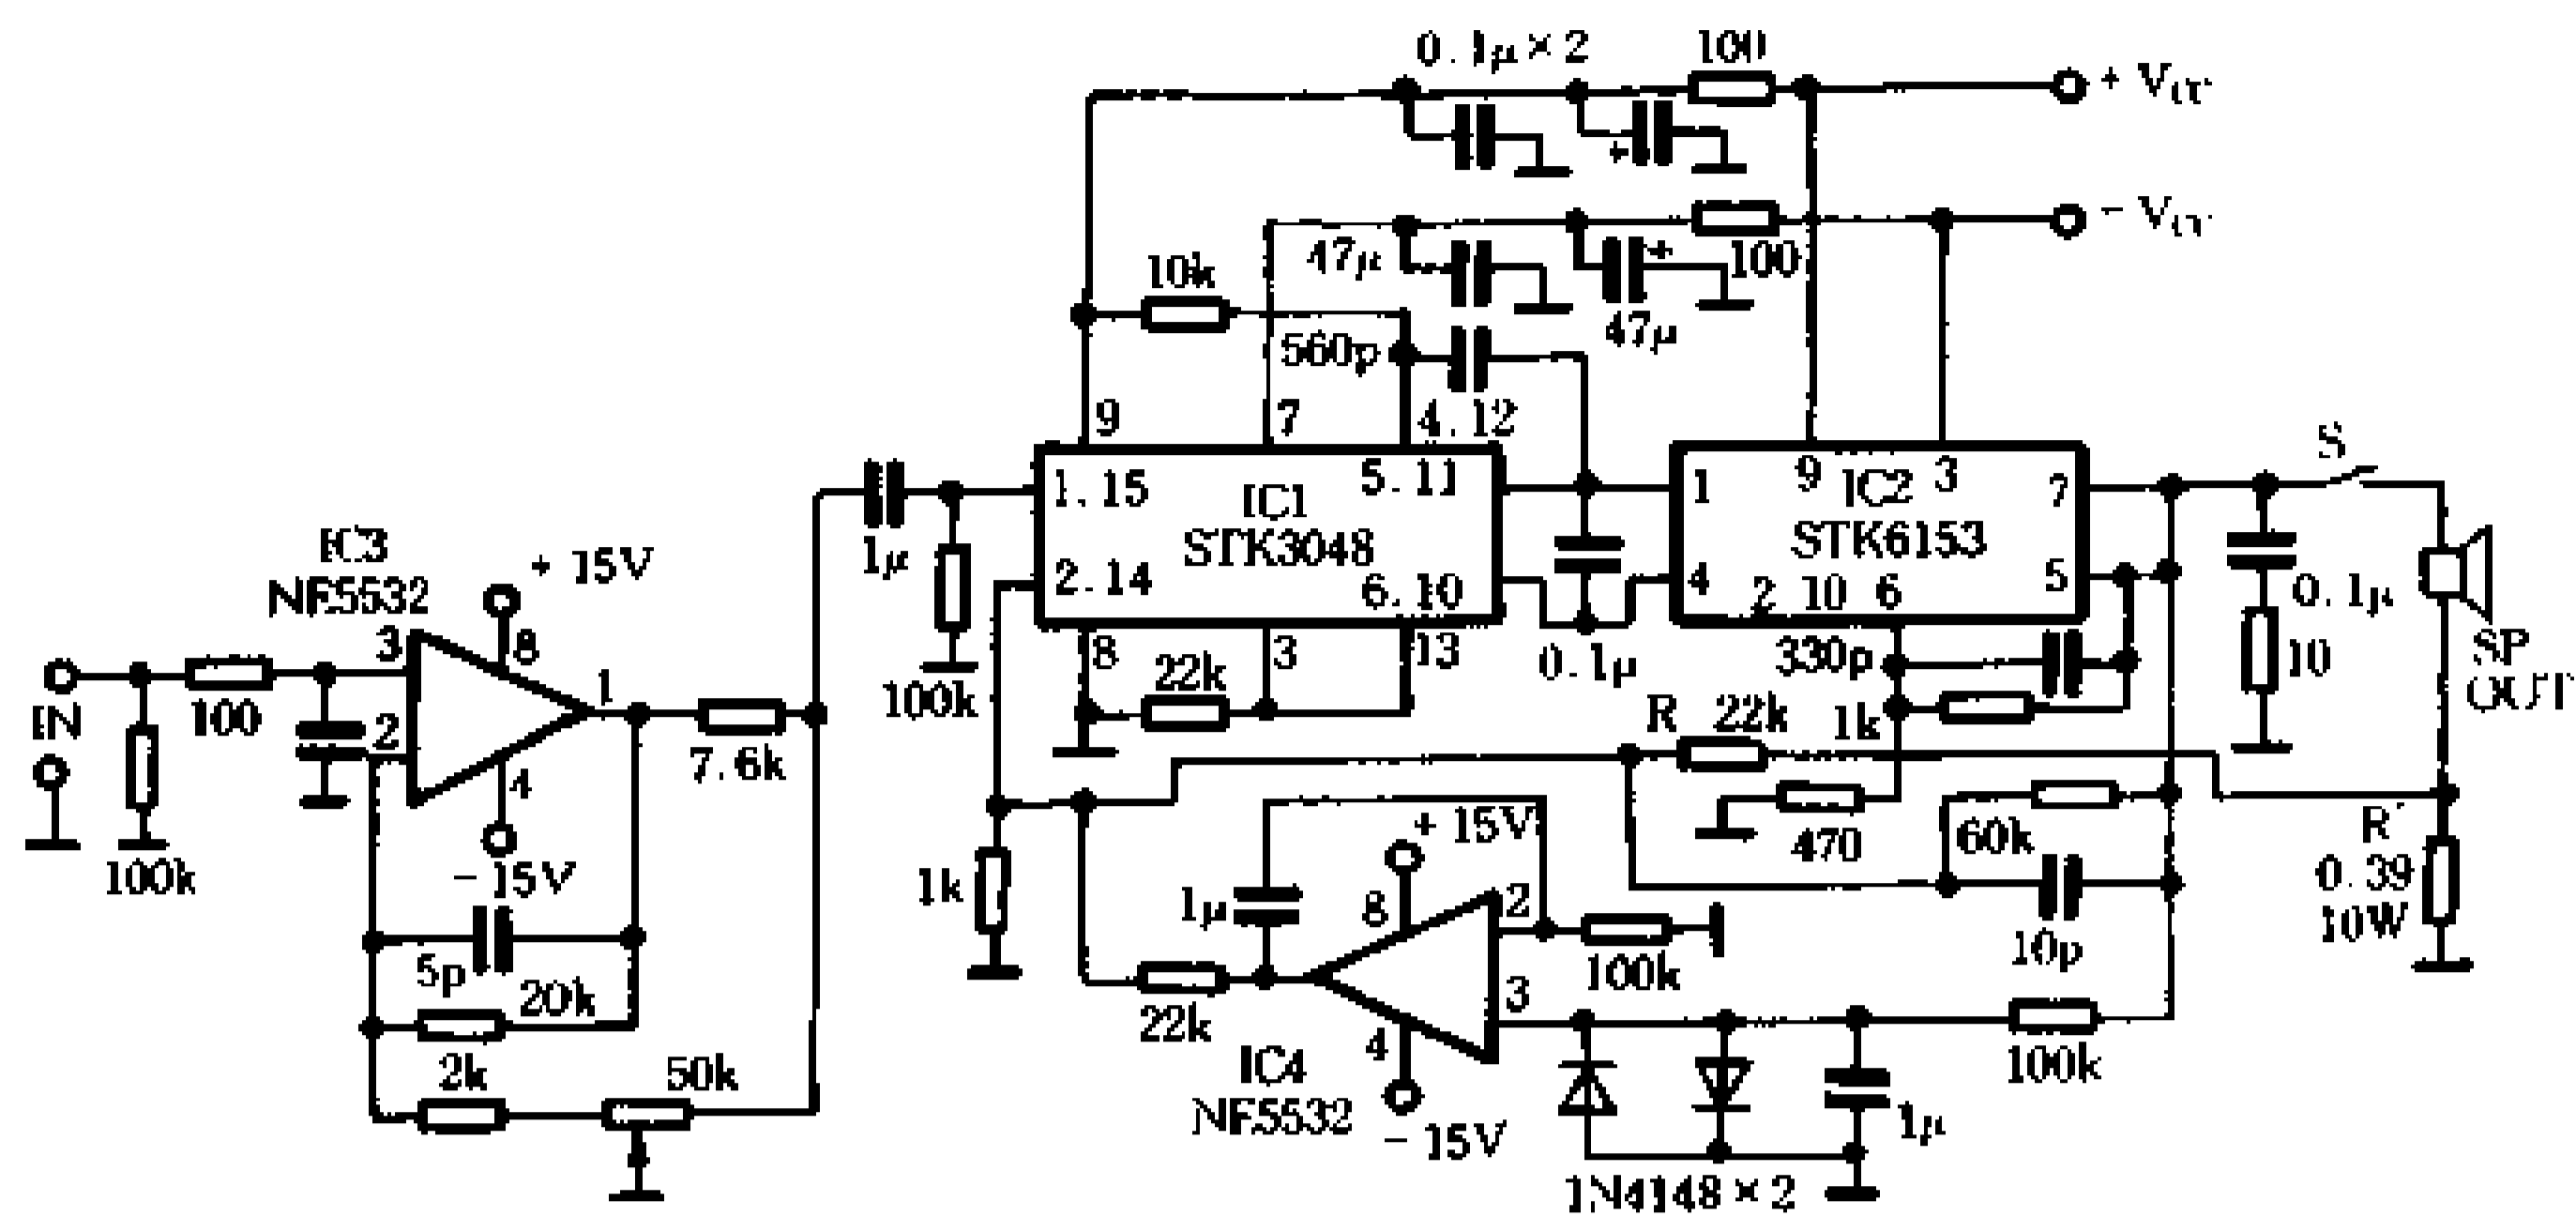 0.1μ×2
100
+ Vcc
- Vcc
47μ
100
10k
47μ
560p
9
7
4.12
1.15
5.11
IC1
STK3048
2.14
6.10
8
3
13
1μ
100k
22k
0.1μ
1
9
IC2
3
7
STK6153
4
2
10
6
5
S
0.1μ
10
SP
OUT
IC3
NE5532
+ 15V
3
8
IN
100
2
1
4
7.6k
100k
- 15V
5p
20k
2k
50k
330p
R
22k
1k
470
60k
R'
0.39
10W
10p
1k
+ 15V
1μ
8
2
100k
3
22k
4
IC4
NE5532
- 15V
100k
1μ
1N4148×2